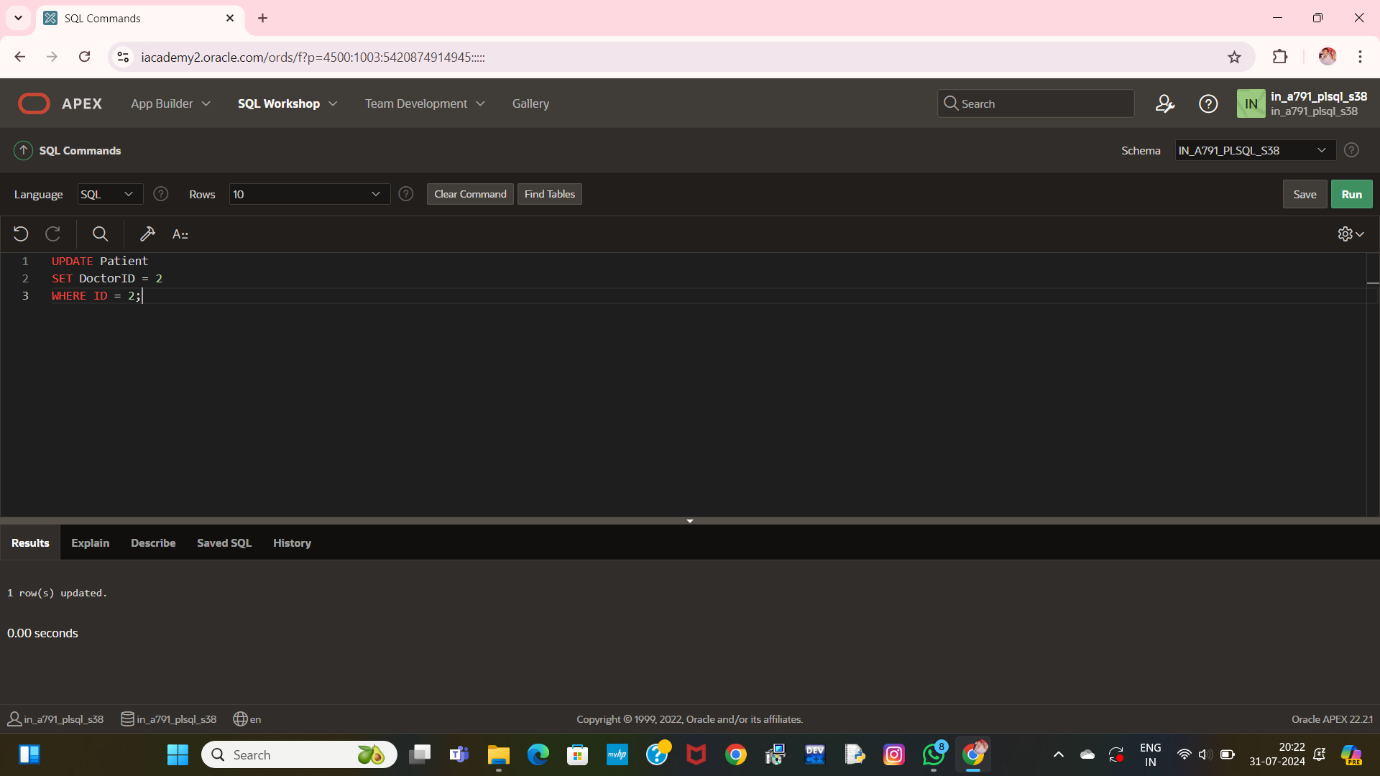 SQL Commands
iacademy2.oracle.com/ords/f?p=4500:1003:5420874914945:::::
APEX App Builder SQL Workshop Team Development Gallery Search IN in_a791_plsql_s38
in_a791_plsql_s38
SQL Commands Schema IN_A791_PLSQL_S38
Language SQL Rows 10 Clear Command Find Tables Save Run
1 UPDATE Patient
2 SET DoctorID = 2
3 WHERE ID = 2;
Results Explain Describe Saved SQL History
1 row(s) updated.
0.00 seconds
in_a791_plsql_s38 in_a791_plsql_s38 en Copyright © 1999, 2022, Oracle and/or its affiliates. Oracle APEX 22.2.1
Search myhp DEV 8 ENG 20:22
IN 31-07-2024 PRE